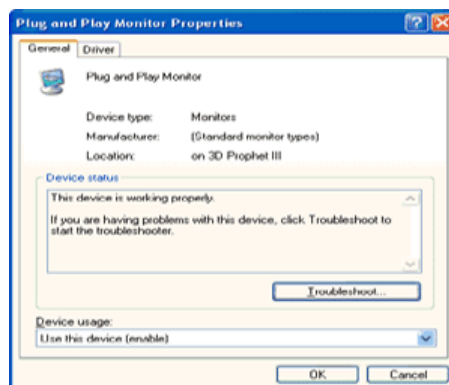 Plug and Play Monitor Properties
General Driver
Plug and Play Monitor
Device type: Monitors
Manufacturer: (Standard monitor types)
Location: on 3D Prophet III
Device status
This device is working properly.
If you are having problems with this device, click Troubleshoot to
start the troubleshooter.
Troubleshoot...
Device usage:
Use this device (enable)
OK Cancel